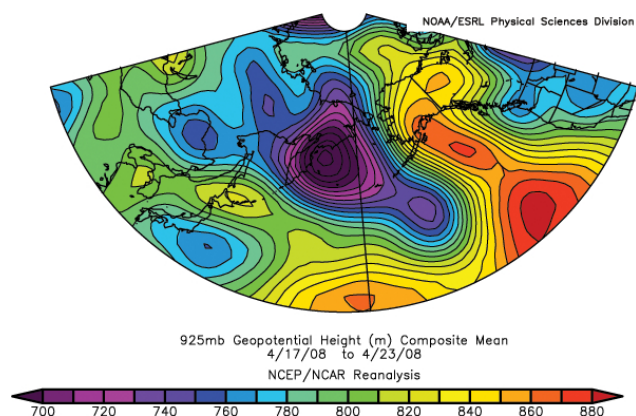 NOAA/ESRL Physical Sciences Division
925mb Geopotential Height (m) Composite Mean
4/17/08 to 4/23/08
NCEP/NCAR Reanalysis
700 720 740 760 780 800 820 840 860 880